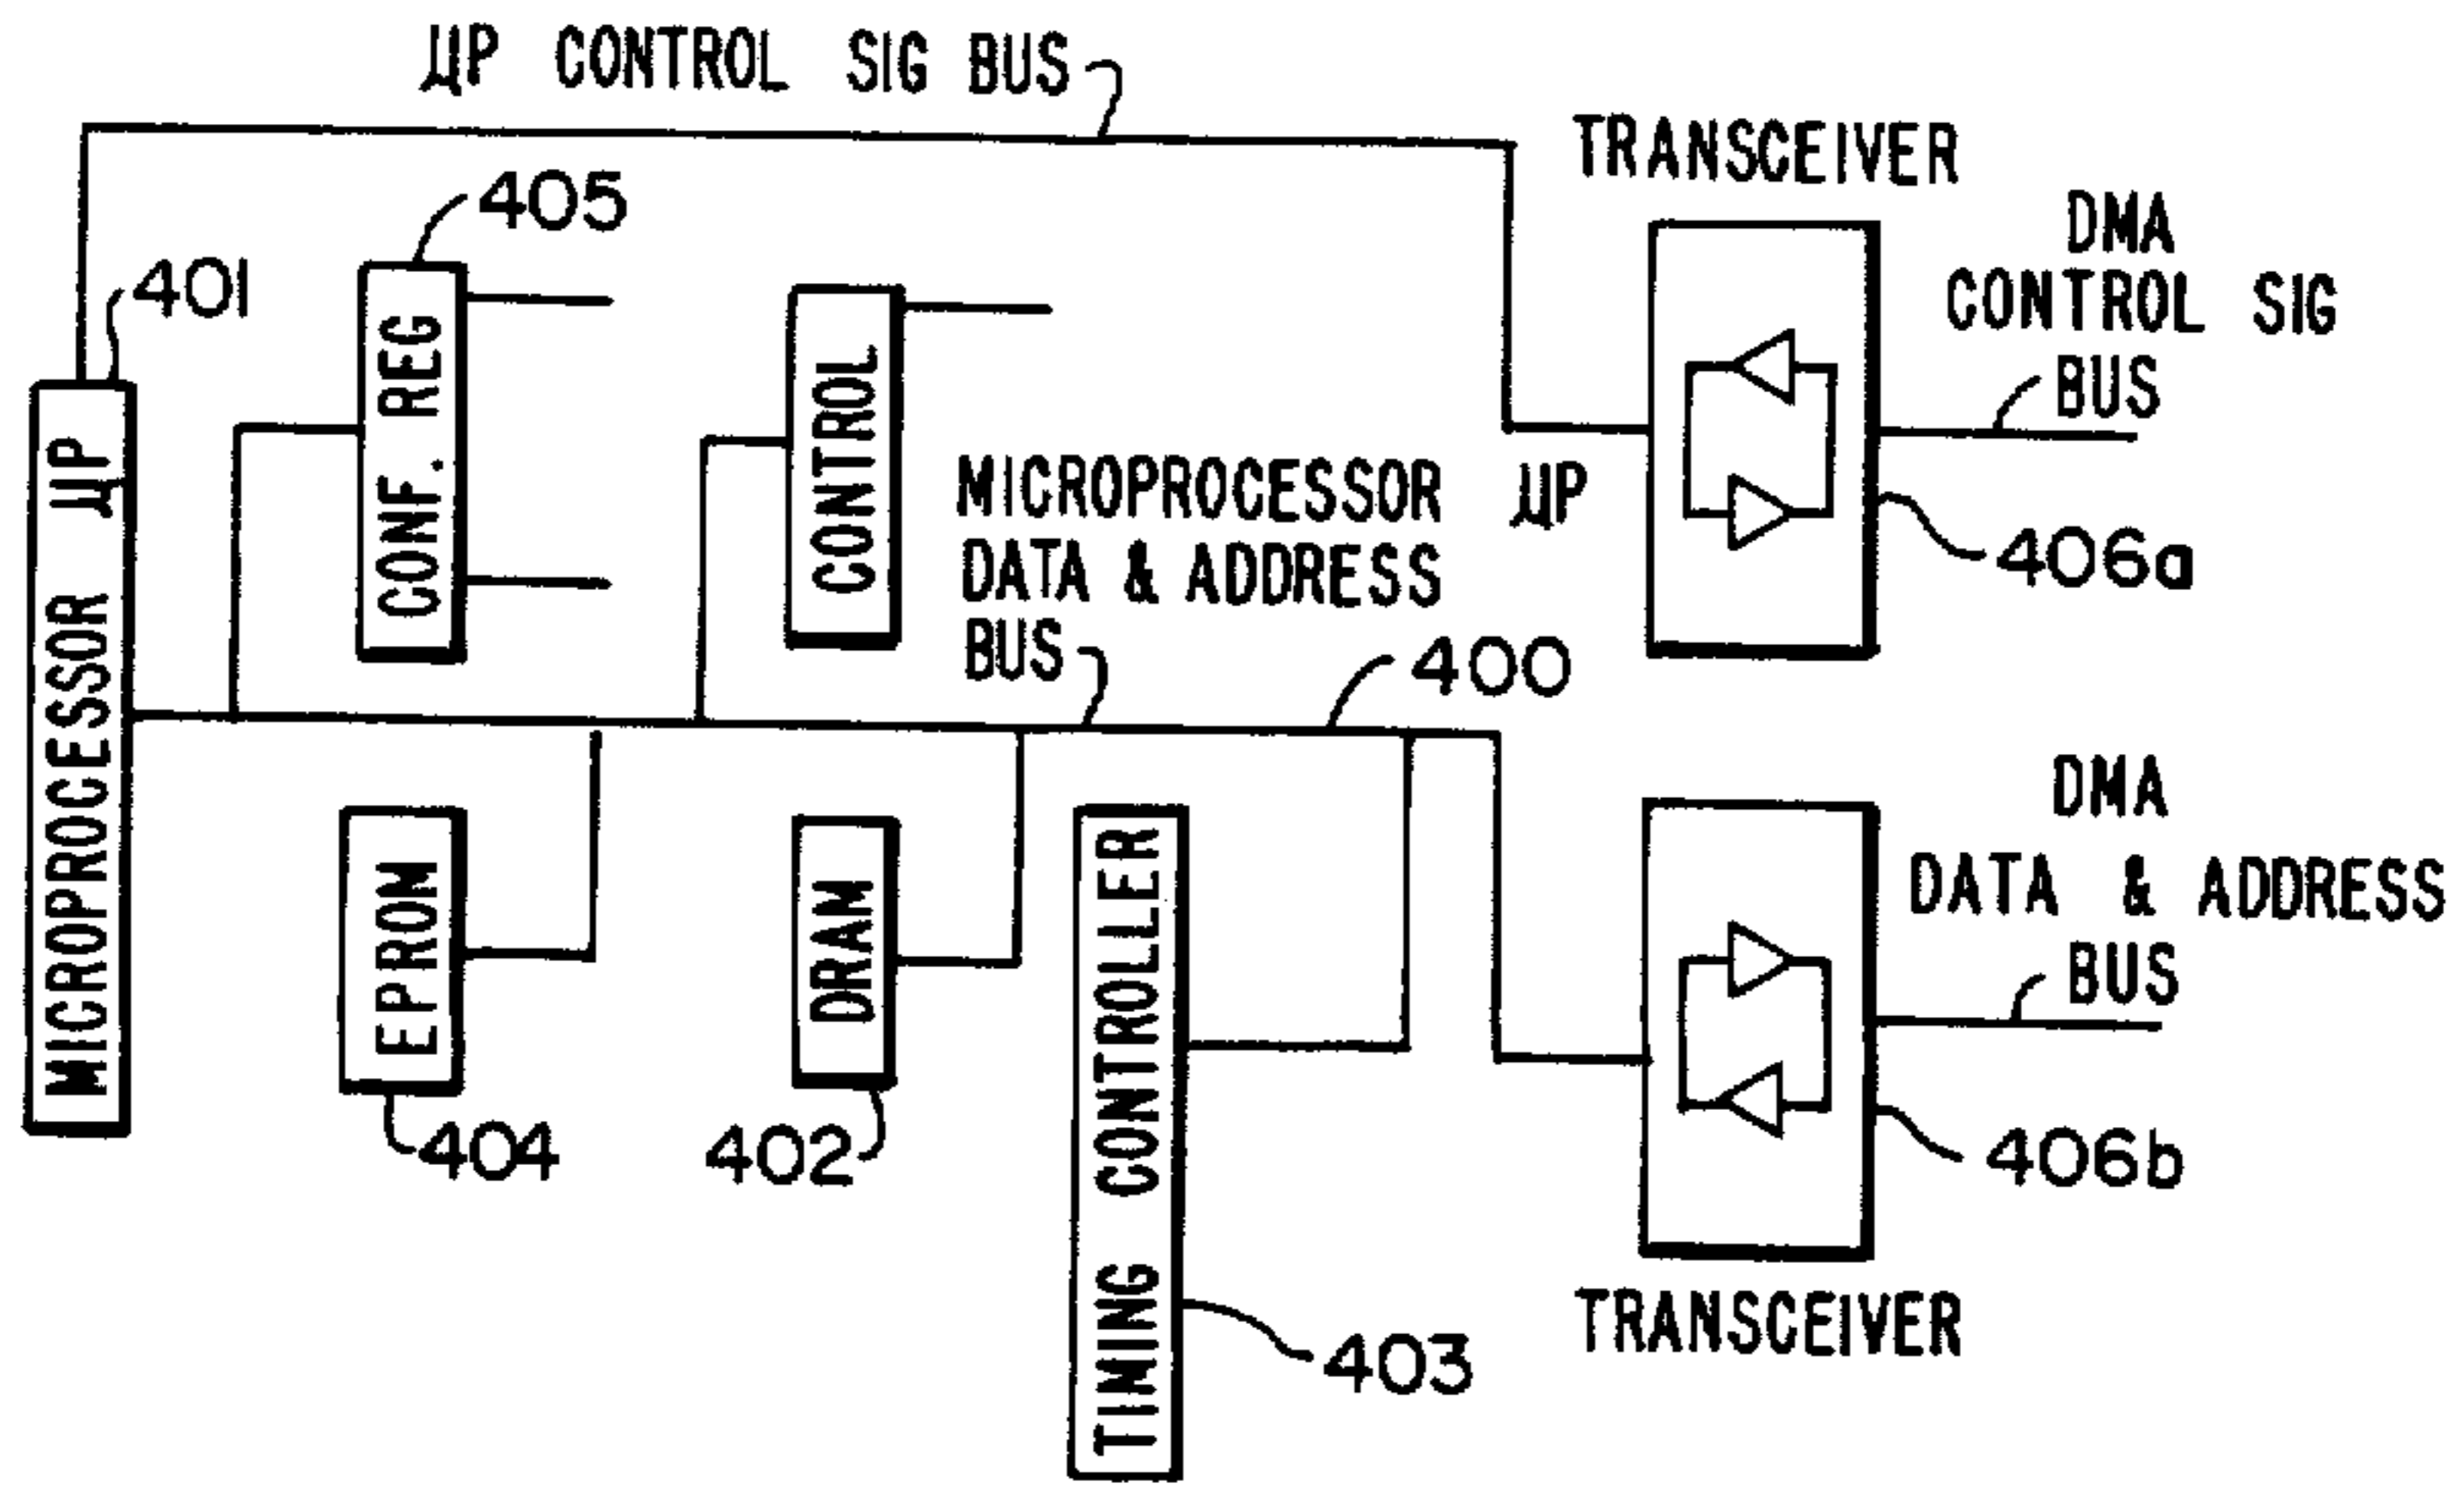 µP CONTROL SIG BUS
TRANSCEIVER
405
DMA
CONTROL SIG
BUS
401
MICROPROCESSOR µP
CONF. REG
CONTROL
MICROPROCESSOR
DATA & ADDRESS
BUS
µP
406a
400
DMA
DATA & ADDRESS
BUS
EPROM
DRAM
TIMING CONTROLLER
404
402
406b
TRANSCEIVER
403